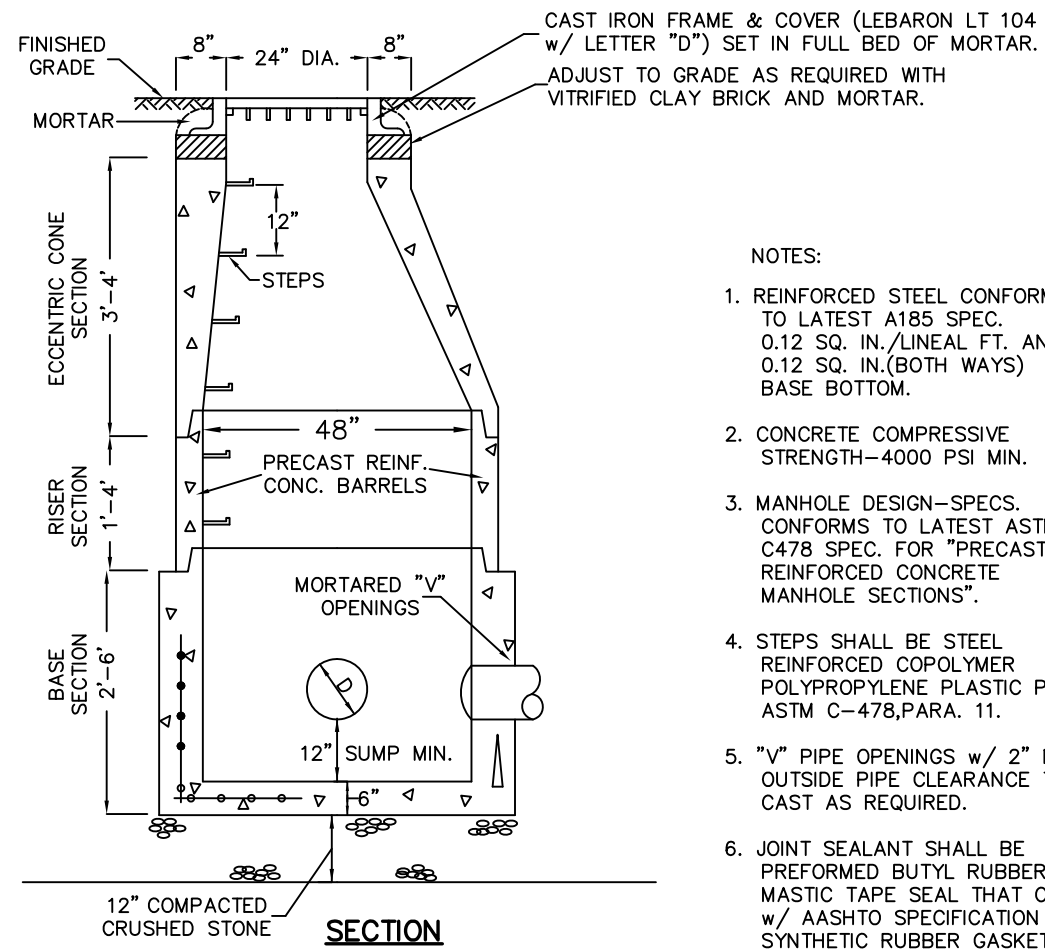 CAST IRON FRAME & COVER (LEBARON LT 104
w/ LETTER "D") SET IN FULL BED OF MORTAR.
ADJUST TO GRADE AS REQUIRED WITH
VITRIFIED CLAY BRICK AND MORTAR.
FINISHED
GRADE
8"
24" DIA.
8"
MORTAR
12"
STEPS
ECCENTRIC CONE
SECTION
3'-4'
48"
PRECAST REINF.
CONC. BARRELS
RISER
SECTION
1'-4'
MORTARED "V"
OPENINGS
BASE
SECTION
2'-6'
D
12" SUMP MIN.
6"
12" COMPACTED
CRUSHED STONE
SECTION
NOTES:
1. REINFORCED STEEL CONFORM
TO LATEST A185 SPEC.
0.12 SQ. IN./LINEAL FT. AN
0.12 SQ. IN.(BOTH WAYS)
BASE BOTTOM.
2. CONCRETE COMPRESSIVE
STRENGTH-4000 PSI MIN.
3. MANHOLE DESIGN-SPECS.
CONFORMS TO LATEST AST
C478 SPEC. FOR "PRECAST
REINFORCED CONCRETE
MANHOLE SECTIONS".
4. STEPS SHALL BE STEEL
REINFORCED COPOLYMER
POLYPROPYLENE PLASTIC P
ASTM C-478,PARA. 11.
5. "V" PIPE OPENINGS w/ 2"
OUTSIDE PIPE CLEARANCE
CAST AS REQUIRED.
6. JOINT SEALANT SHALL BE
PREFORMED BUTYL RUBBER
MASTIC TAPE SEAL THAT
w/ AASHTO SPECIFICATION
SYNTHETIC RUBBER GASKET